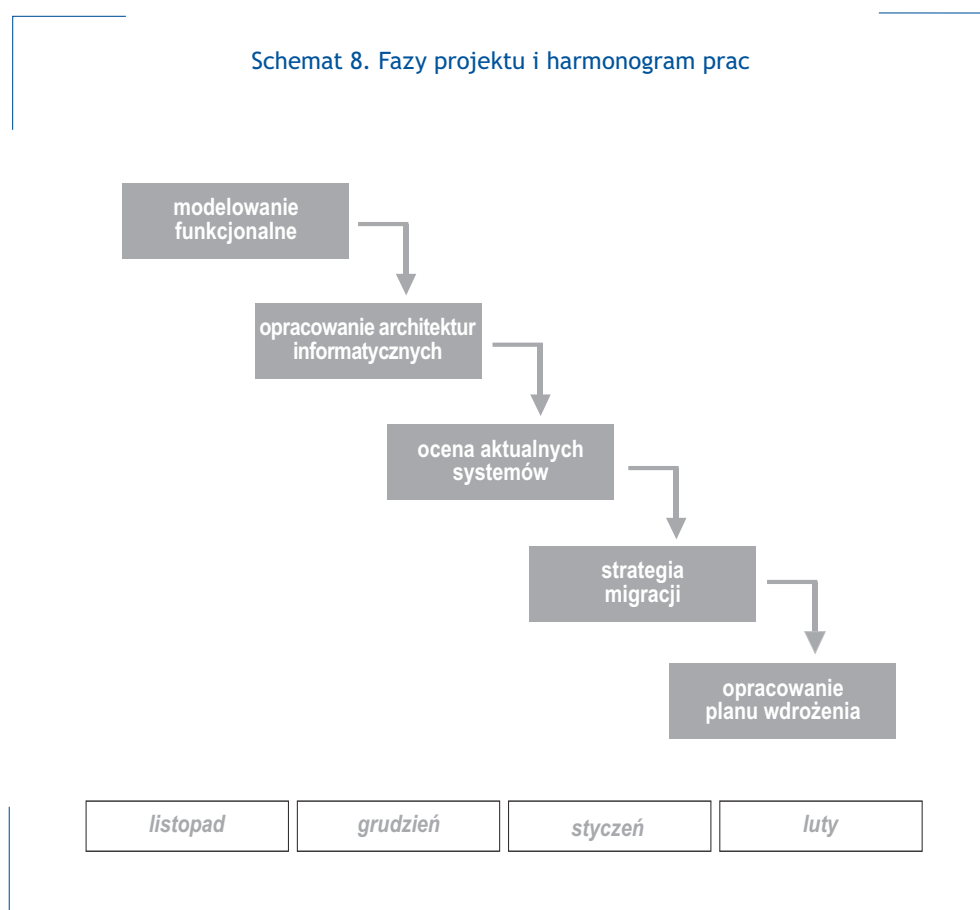 Schemat 8. Fazy projektu i harmonogram prac
modelowanie
funkcjonalne
opracowanie architektur
informatycznych
ocena aktualnych
systemów
strategia
migracji
opracowanie
planu wdrożenia
listopad
grudzień
styczeń
luty